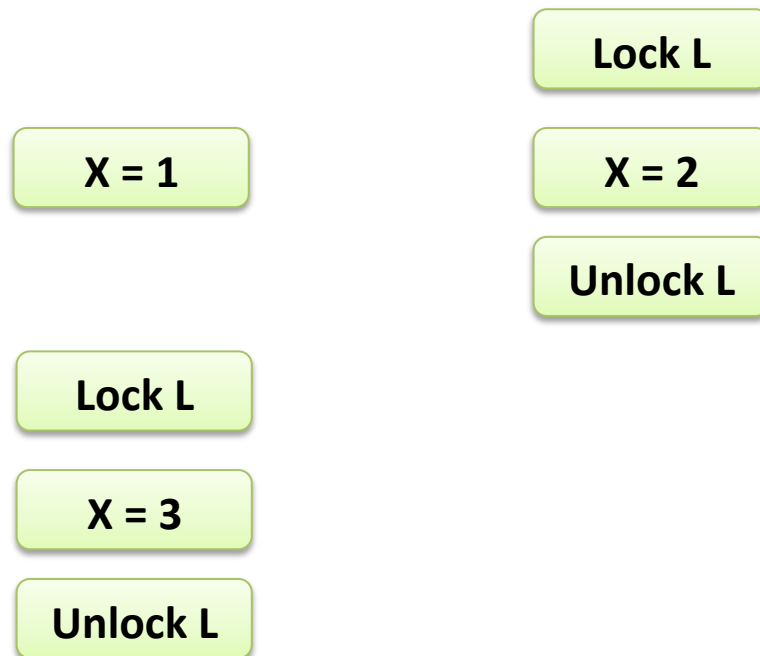 Lock L
X = 1
X = 2
Unlock L
Lock L
X = 3
Unlock L